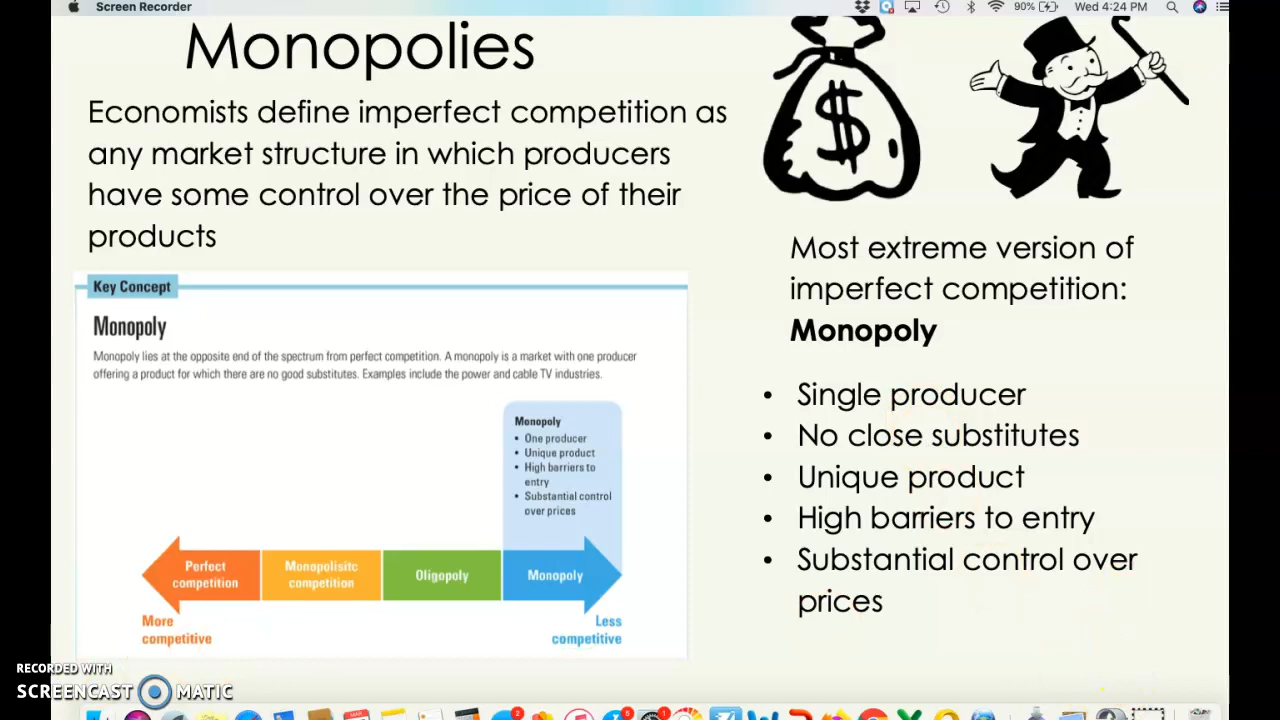 Screen Recorder
90%
Wed 4:24 PM
Monopolies
Economists define imperfect competition as
any market structure in which producers
have some control over the price of their
products
$
Key Concept
Monopoly
Monopoly lies at the opposite end of the spectrum from perfect competition. A monopoly is a market with one producer
offering a product for which there are no good substitutes. Examples include the power and cable TV industries.
Monopoly
• One producer
• Unique product
• High barriers to
entry
• Substantial control
over prices
Perfect
competition
Monopolisitc
competition
Oligopoly
Monopoly
More
competitive
Less
competitive
Most extreme version of
imperfect competition:
Monopoly
• Single producer
• No close substitutes
• Unique product
• High barriers to entry
• Substantial control over
prices
RECORDED WITH
SCREENCAST MATIC